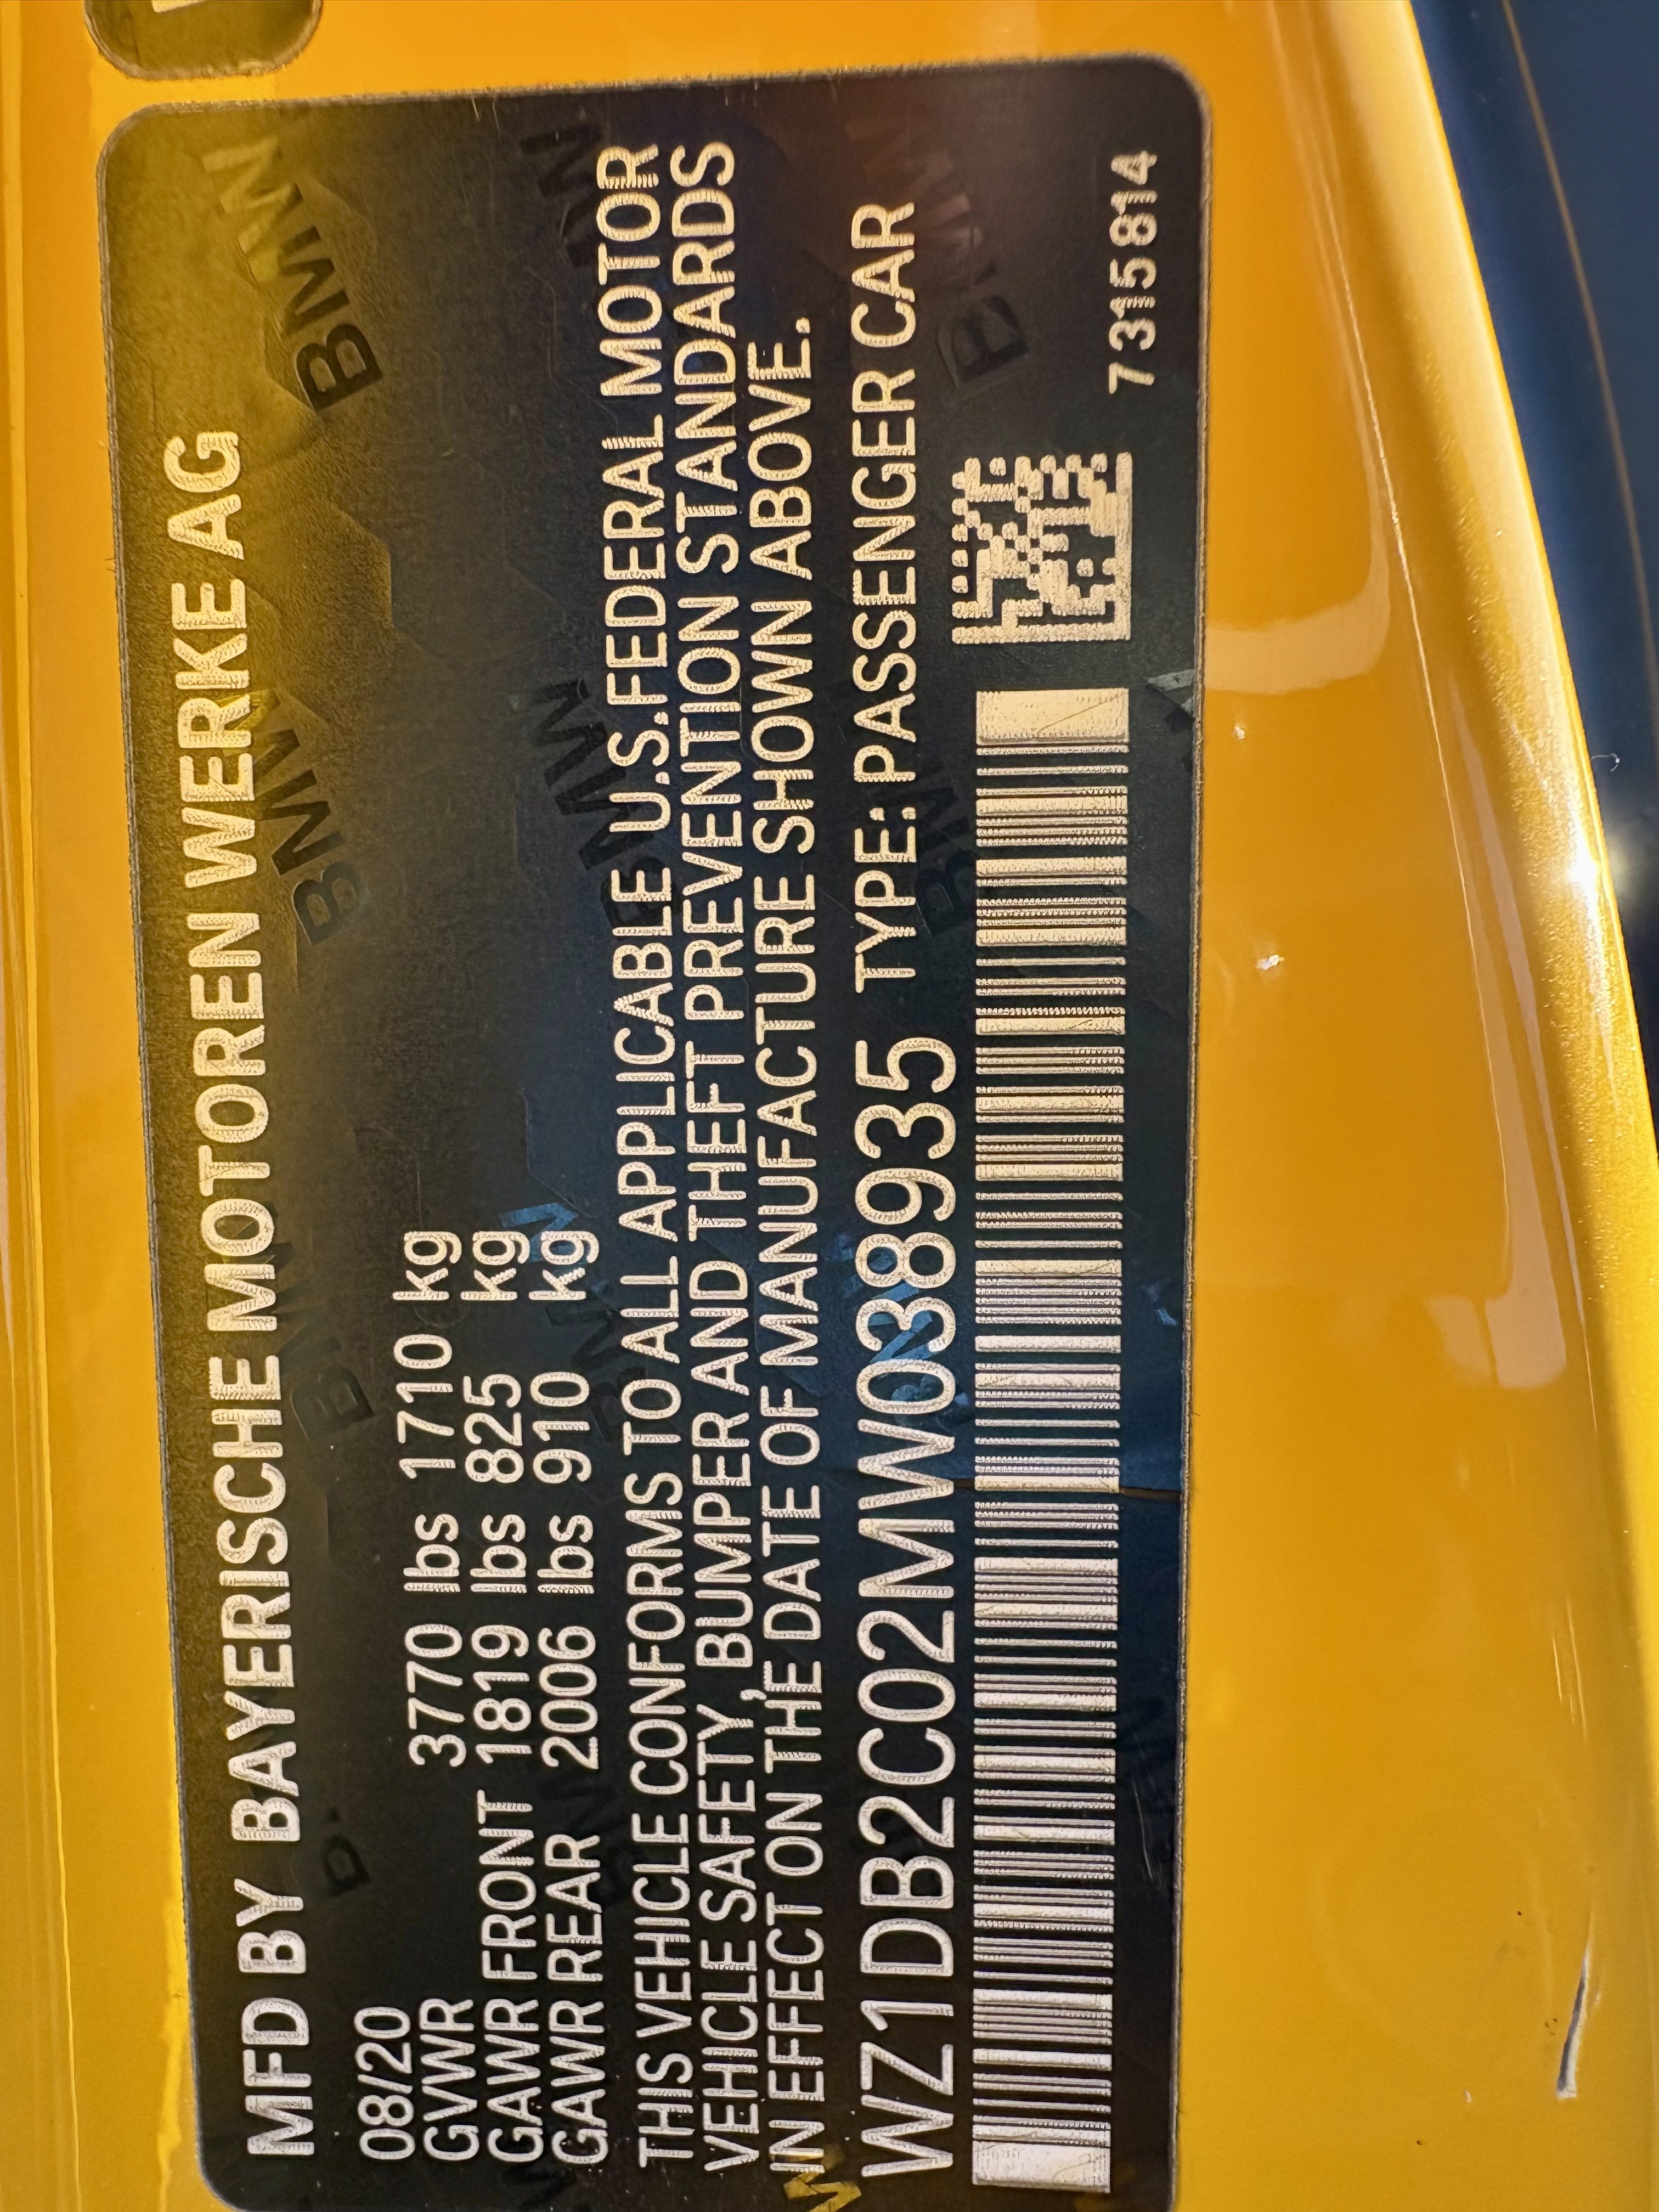 MFD BY BAYERISCHE MOTOREN WERKE AG
08/20
GVWR 3770 lbs 1710 kg
GAWR FRONT 1819 lbs 825 kg
GAWR REAR 2006 lbs 910 kg
THIS VEHICLE CONFORMS TO ALL APPLICABLE U.S.FEDERAL MOTOR
VEHICLE SAFETY, BUMPER AND THEFT PREVENTION STANDARDS
IN EFFECT ON THE DATE OF MANUFACTURE SHOWN ABOVE.
WZ1DB2C02MW038935 TYPE: PASSENGER CAR
7315814